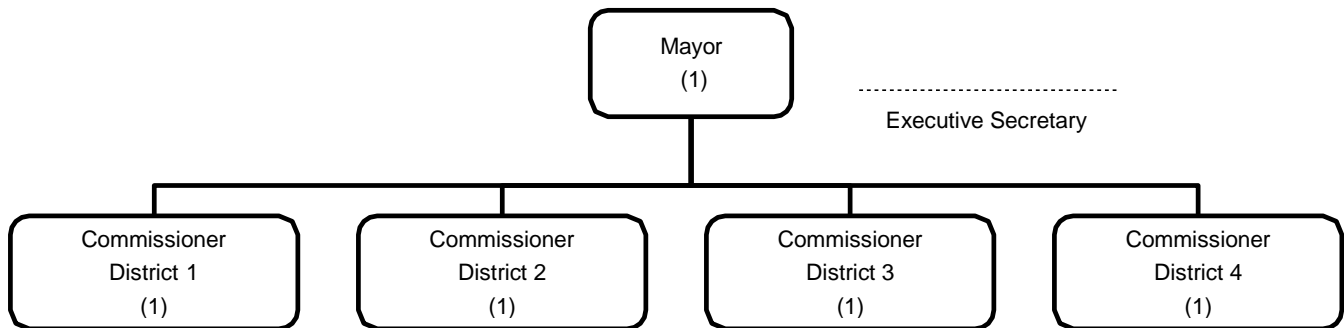 Mayor
(1)
Executive Secretary
Commissioner
District 1
(1)
Commissioner
District 2
(1)
Commissioner
District 3
(1)
Commissioner
District 4
(1)